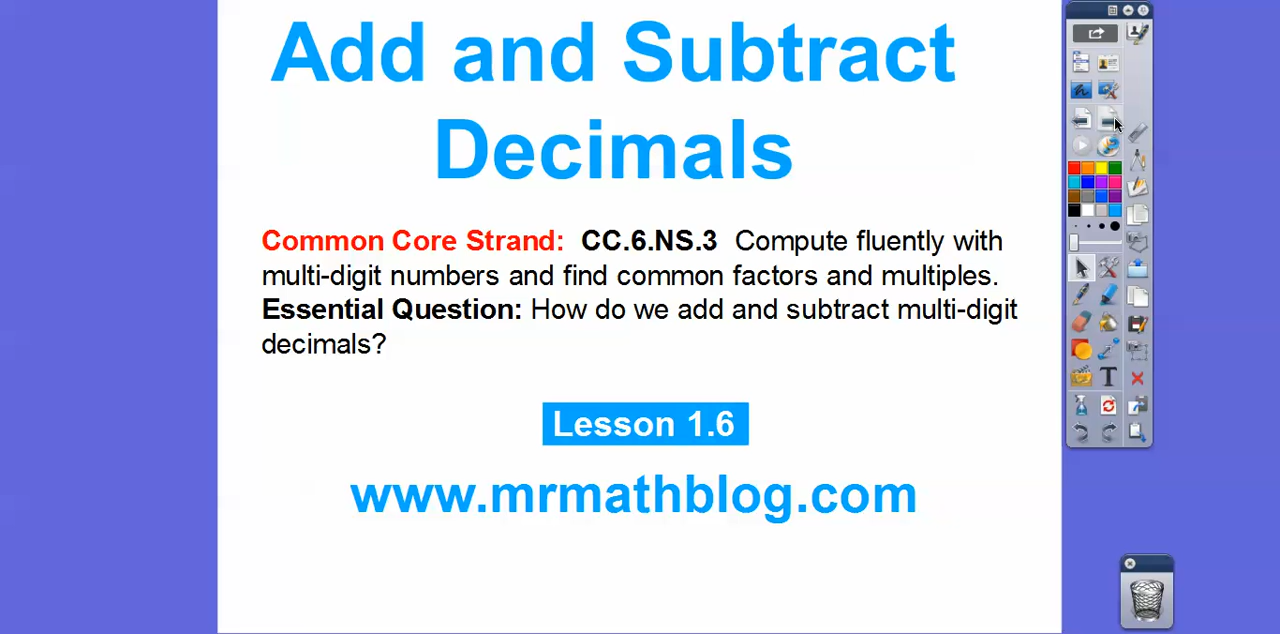 Add and Subtract
Decimals
Common Core Strand: CC.6.NS.3 Compute fluently with
multi-digit numbers and find common factors and multiples.
Essential Question: How do we add and subtract multi-digit
decimals?
Lesson 1.6
www.mrmathblog.com